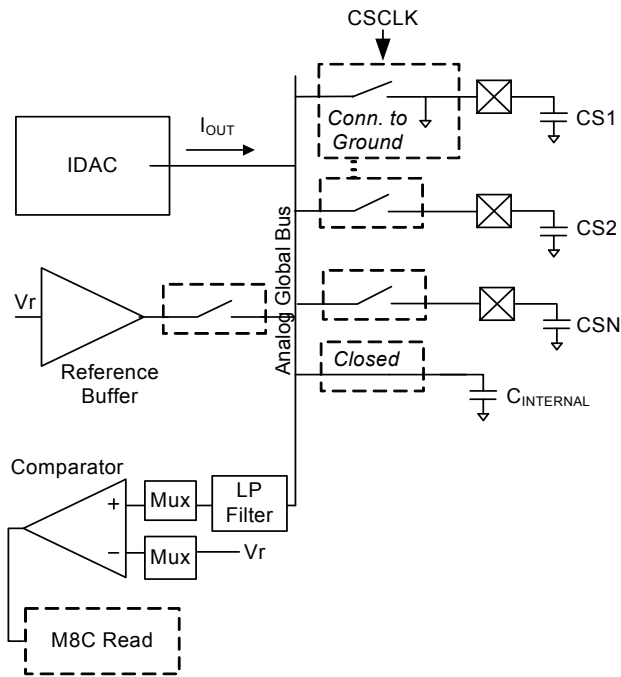 CSCLK
Conn. to
Ground
CS1
IDAC
IOUT
CS2
Analog Global Bus
Vr
Reference
Buffer
CSN
Closed
CINTERNAL
Comparator
+
Mux
LP
Filter
–
Mux
Vr
M8C Read